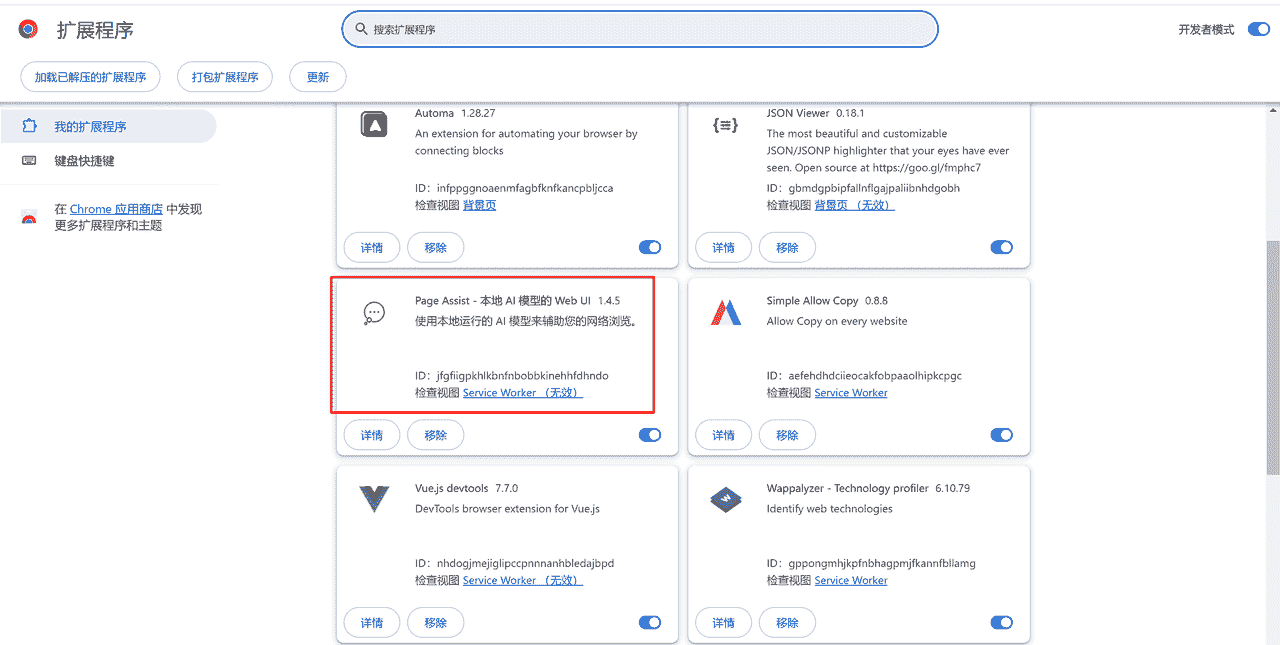 扩展程序
搜索扩展程序
开发者模式
加载已解压的扩展程序
打包扩展程序
更新
我的扩展程序
键盘快捷键
在 Chrome 应用商店 中发现
更多扩展程序和主题
Automa 1.28.27
An extension for automating your browser by
connecting blocks
ID：infppggnoaenmfagbfknfkancpbljcca
检查视图 背景页
详情
移除
JSON Viewer 0.18.1
The most beautiful and customizable
JSON/JSONP highlighter that your eyes have ever
seen. Open source at https://goo.gl/fmphc7
ID：gbmdgpbipfallnflgajpaliibnhdgobh
检查视图 背景页 （无效）
详情
移除
Page Assist - 本地 AI 模型的 Web UI 1.4.5
使用本地运行的 AI 模型来辅助您的网络浏览。
ID：jfgfiigpkhlkbnfnbobbkinehhfdhndo
检查视图 Service Worker （无效）
详情
移除
Simple Allow Copy 0.8.8
Allow Copy on every website
ID：aefehdhdciieocakfobpaaolhipkcpgc
检查视图 Service Worker
详情
移除
Vue.js devtools 7.7.0
DevTools browser extension for Vue.js
ID：nhdogjmejiglipccpnnnanhbledajbpd
检查视图 Service Worker （无效）
详情
移除
Wappalyzer - Technology profiler 6.10.79
Identify web technologies
ID：gppongmhjkpfnbhagpmjfkannfbllamg
检查视图 Service Worker
详情
移除